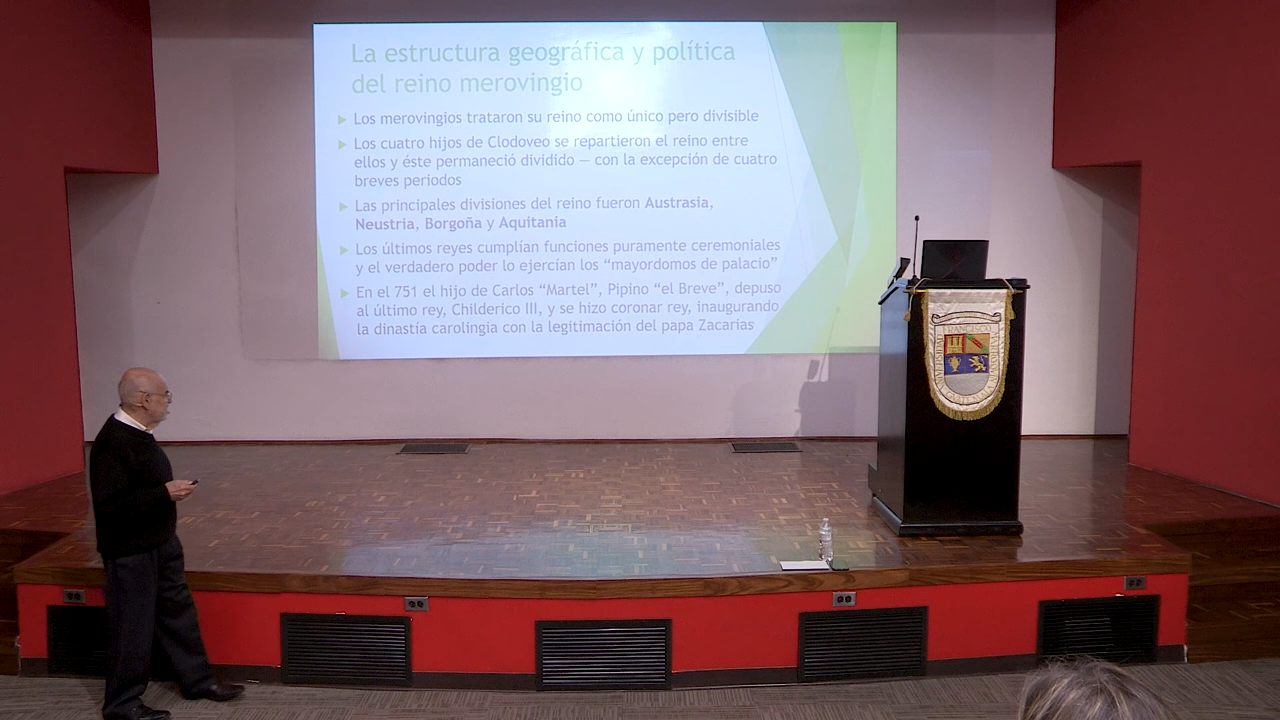 La estructura geográfica y política
del reino merovingio
Los merovingios trataron su reino como único pero divisible
Los cuatro hijos de Clodoveo se repartieron el reino entre
ellos y éste permaneció dividido — con la excepción de cuatro
breves periodos
Las principales divisiones del reino fueron Austrasia,
Neustria, Borgoña y Aquitania
Los últimos reyes cumplían funciones puramente ceremoniales
y el verdadero poder lo ejercían los “mayordomos de palacio”
En el 751 el hijo de Carlos “Martel”, Pipino “el Breve”, depuso
al último rey, Childerico III, y se hizo coronar rey, inaugurando
la dinastía carolingia con la legitimación del papa Zacarías
FRANCISCO
GUATEMALA